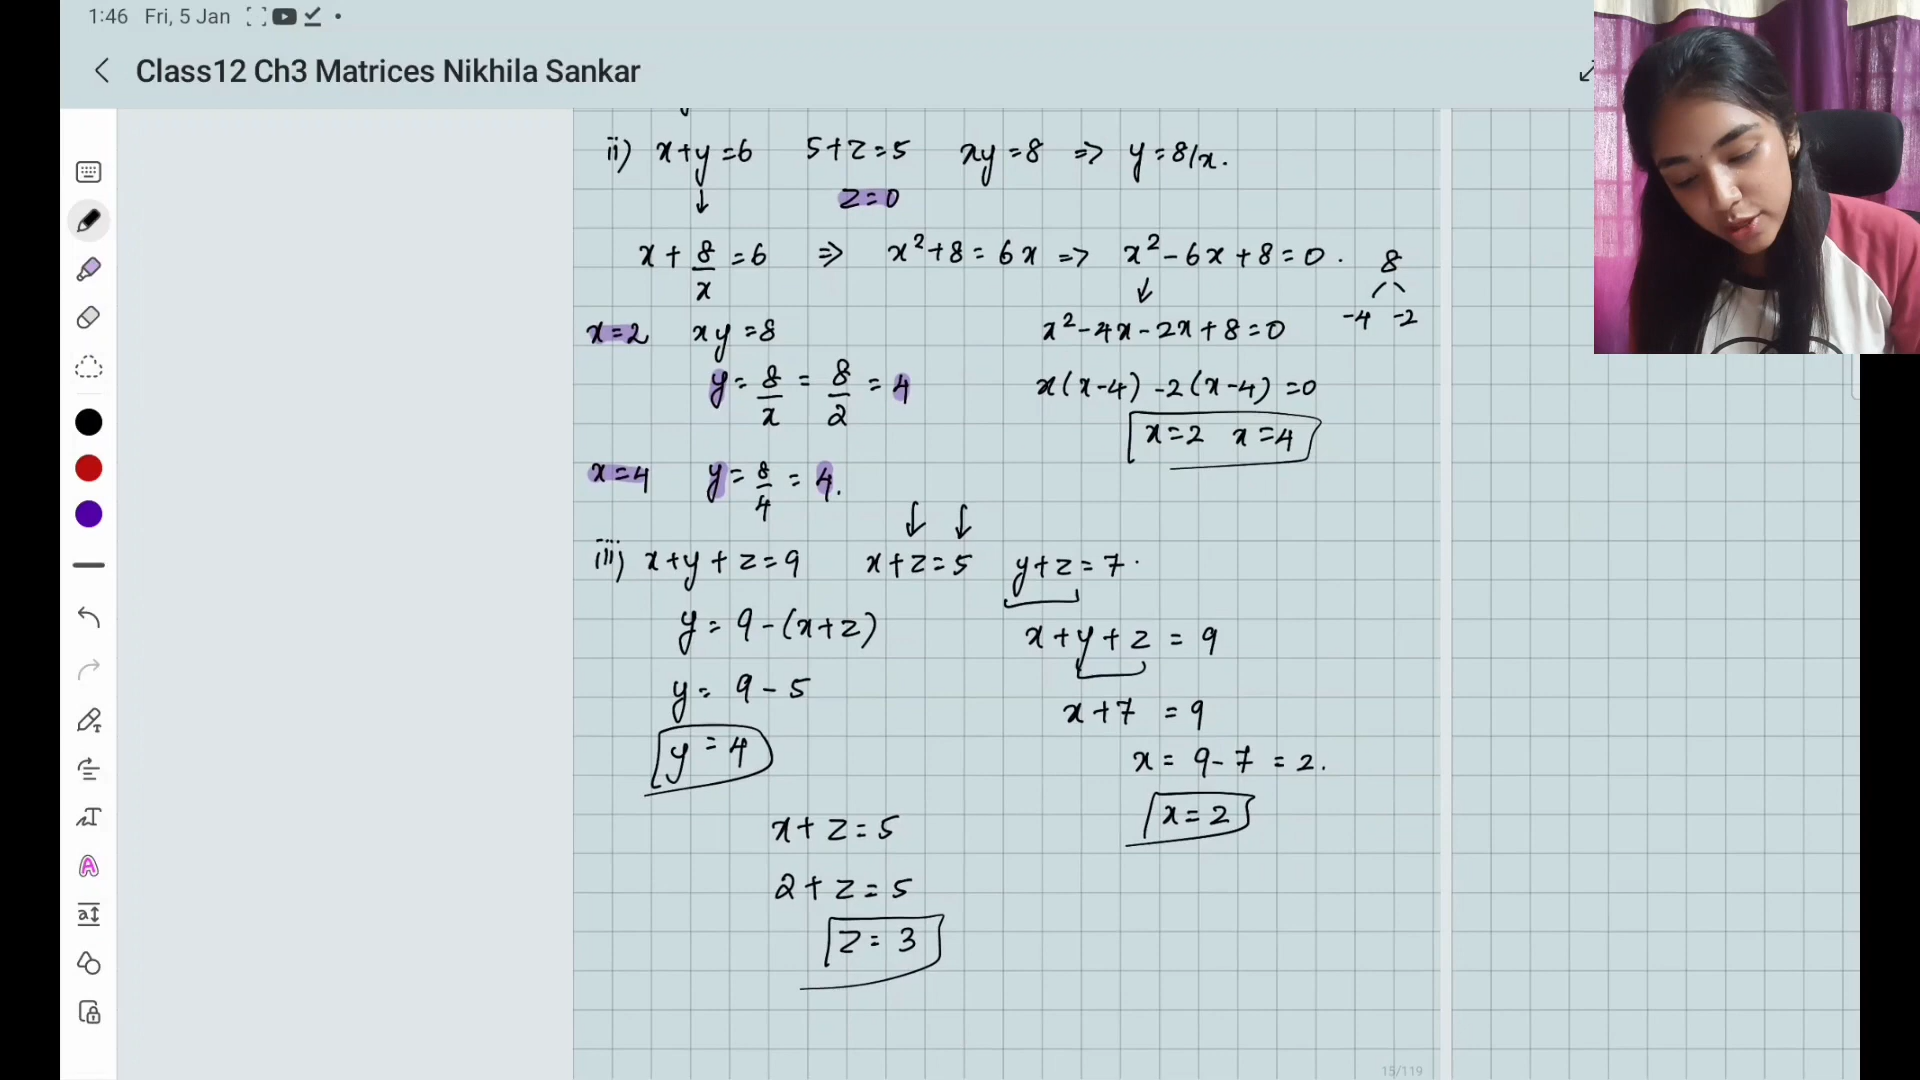 1:46 Fri, 5 Jan
Class12 Ch3 Matrices Nikhila Sankar
ii) x+y=6 5+z=5 xy=8 => y=8/x.
↓ z=0
x + 8/x = 6 => x²+8=6x => x²-6x+8=0. 8
↓ -4 -2
x=2 xy=8 x²-4x-2x+8=0
y = 8/x = 8/2 = 4 x(x-4)-2(x-4)=0
x=2 x=4
x=4 y = 8/4 = 4.
↓ ↓
iii) x+y+z=9 x+z=5 y+z=7.
y = 9-(x+z) x+y+z = 9
y = 9-5 x+7 = 9
y = 4 x = 9-7 = 2.
x+z=5 x=2
2+z=5
z = 3
15/119